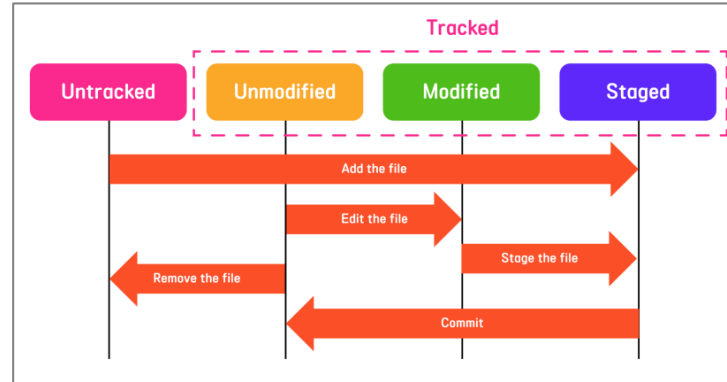 Tracked
Untracked
Unmodified
Modified
Staged
Add the file
Edit the file
Stage the file
Remove the file
Commit